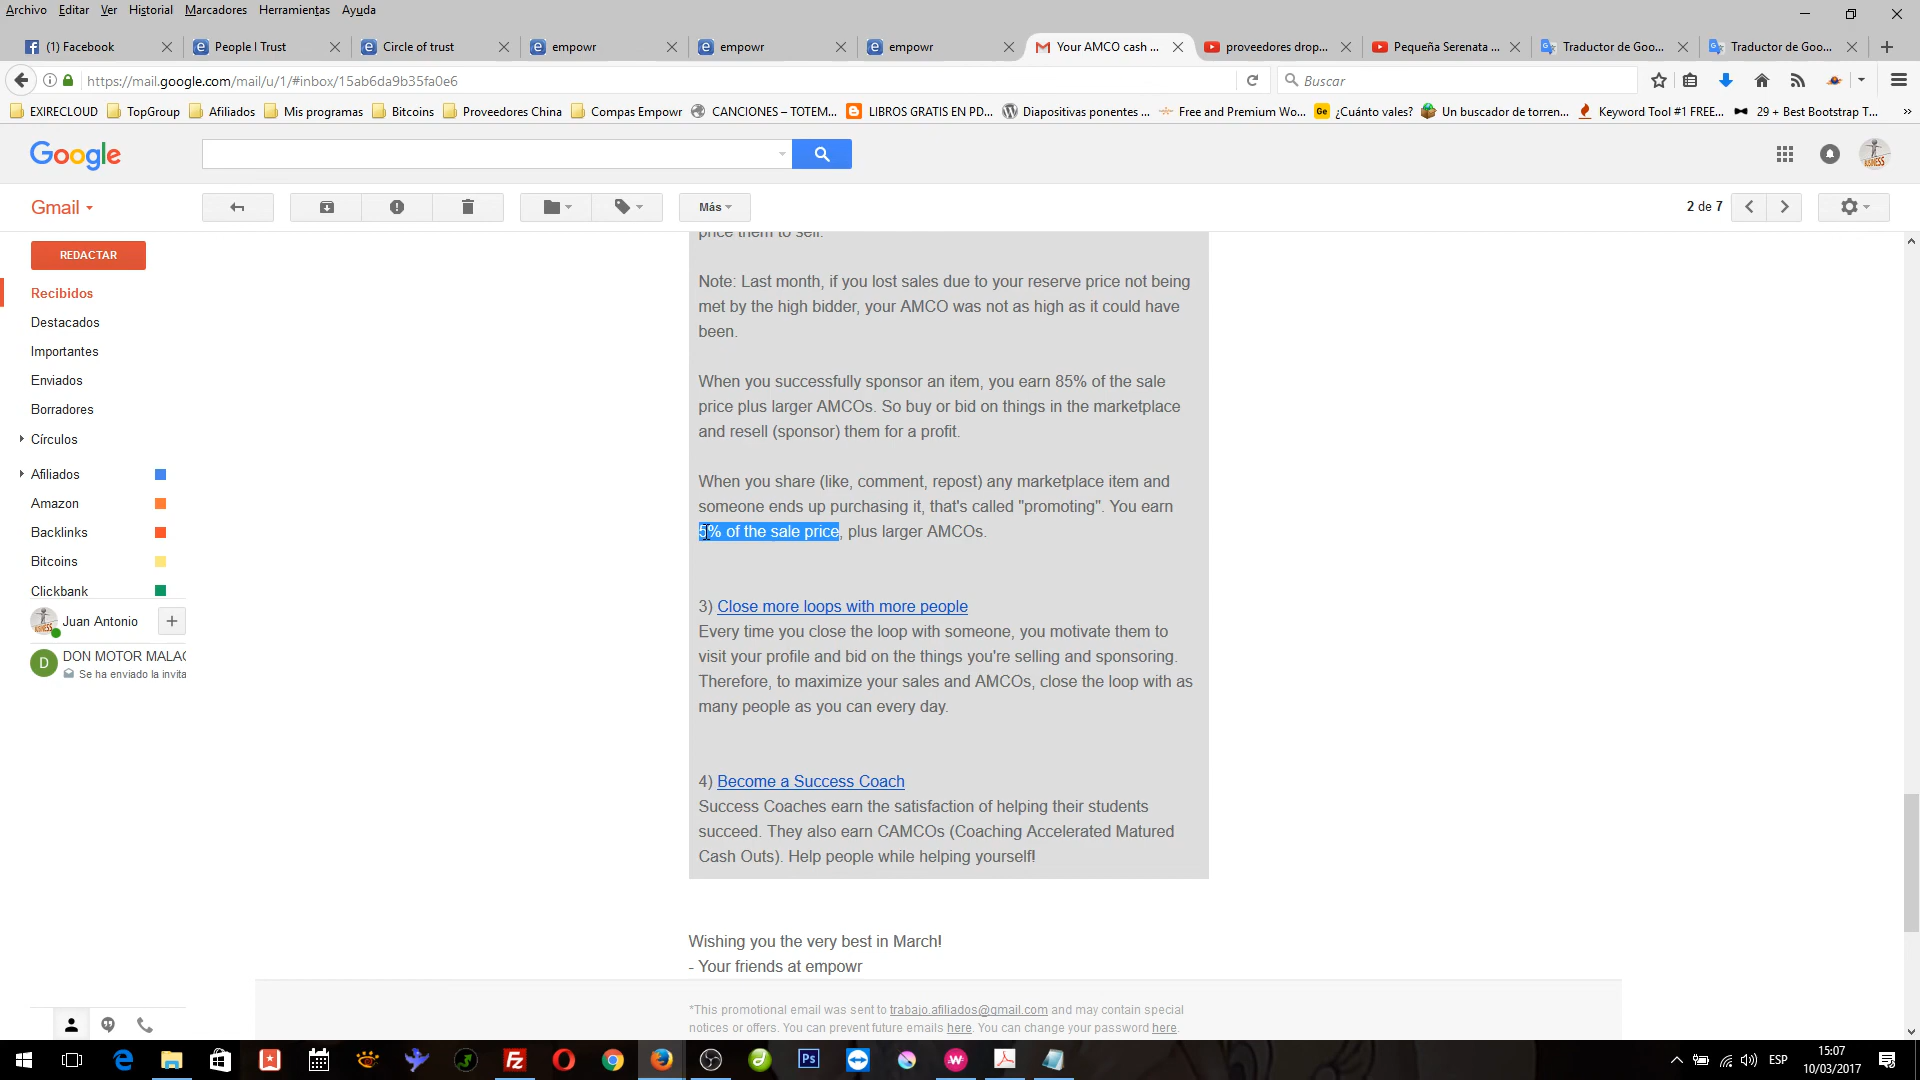 Archivo Editar Ver Historial Marcadores Herramientas Ayuda
(1) Facebook People I Trust Circle of trust empowr empowr empowr Your AMCO cash ... proveedores drop... Pequeña Serenata ... Traductor de Goo... Traductor de Goo...
https://mail.google.com/mail/u/1/#inbox/15ab6da9b35fa0e6 Buscar
EXIRECLOUD TopGroup Afiliados Mis programas Bitcoins Proveedores China Compas Empowr CANCIONES – TOTEM... LIBROS GRATIS EN PD... Diapositivas ponentes ... Free and Premium Wo... ¿Cuánto vales? Un buscador de torren... Keyword Tool #1 FREE... 29 + Best Bootstrap T...
Google
Gmail Más 2 de 7
REDACTAR
Recibidos
Destacados
Importantes
Enviados
Borradores
Círculos
Afiliados
Amazon
Backlinks
Bitcoins
Clickbank
Juan Antonio
D DON MOTOR MALAC
Se ha enviado la invita
price them to sell.
Note: Last month, if you lost sales due to your reserve price not being
met by the high bidder, your AMCO was not as high as it could have
been.
When you successfully sponsor an item, you earn 85% of the sale
price plus larger AMCOs. So buy or bid on things in the marketplace
and resell (sponsor) them for a profit.
When you share (like, comment, repost) any marketplace item and
someone ends up purchasing it, that's called "promoting". You earn
5% of the sale price, plus larger AMCOs.
3) Close more loops with more people
Every time you close the loop with someone, you motivate them to
visit your profile and bid on the things you're selling and sponsoring.
Therefore, to maximize your sales and AMCOs, close the loop with as
many people as you can every day.
4) Become a Success Coach
Success Coaches earn the satisfaction of helping their students
succeed. They also earn CAMCOs (Coaching Accelerated Matured
Cash Outs). Help people while helping yourself!
Wishing you the very best in March!
- Your friends at empowr
*This promotional email was sent to trabajo.afiliados@gmail.com and may contain special
notices or offers. You can prevent future emails here. You can change your password here.
ESP
15:07
10/03/2017